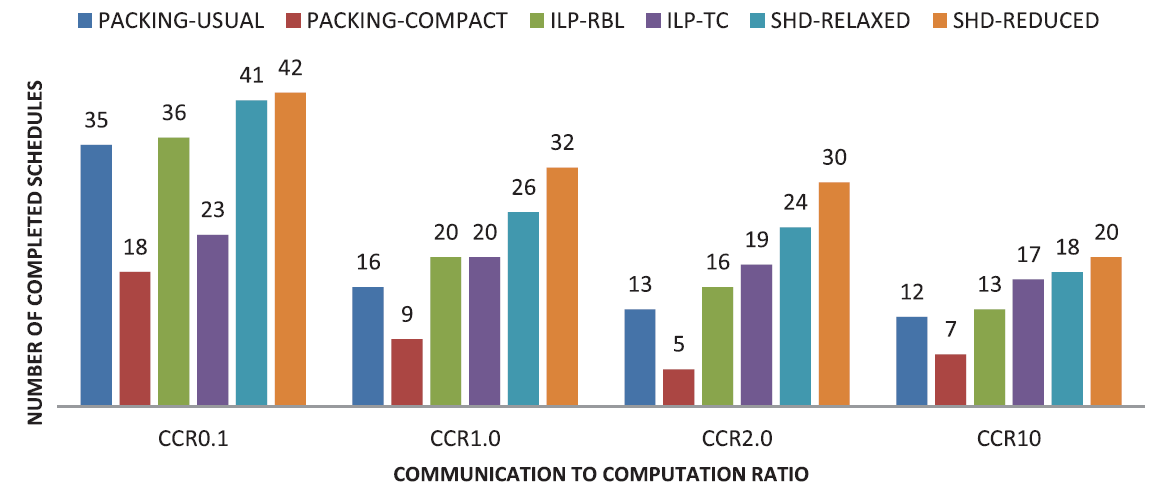 PACKING-USUAL PACKING-COMPACT ILP-RBL ILP-TC SHD-RELAXED SHD-REDUCED
NUMBER OF COMPLETED SCHEDULES
35 18 36 23 41 42
16 9 20 20 26 32
13 5 16 19 24 30
12 7 13 17 18 20
CCR0.1 CCR1.0 CCR2.0 CCR10
COMMUNICATION TO COMPUTATION RATIO